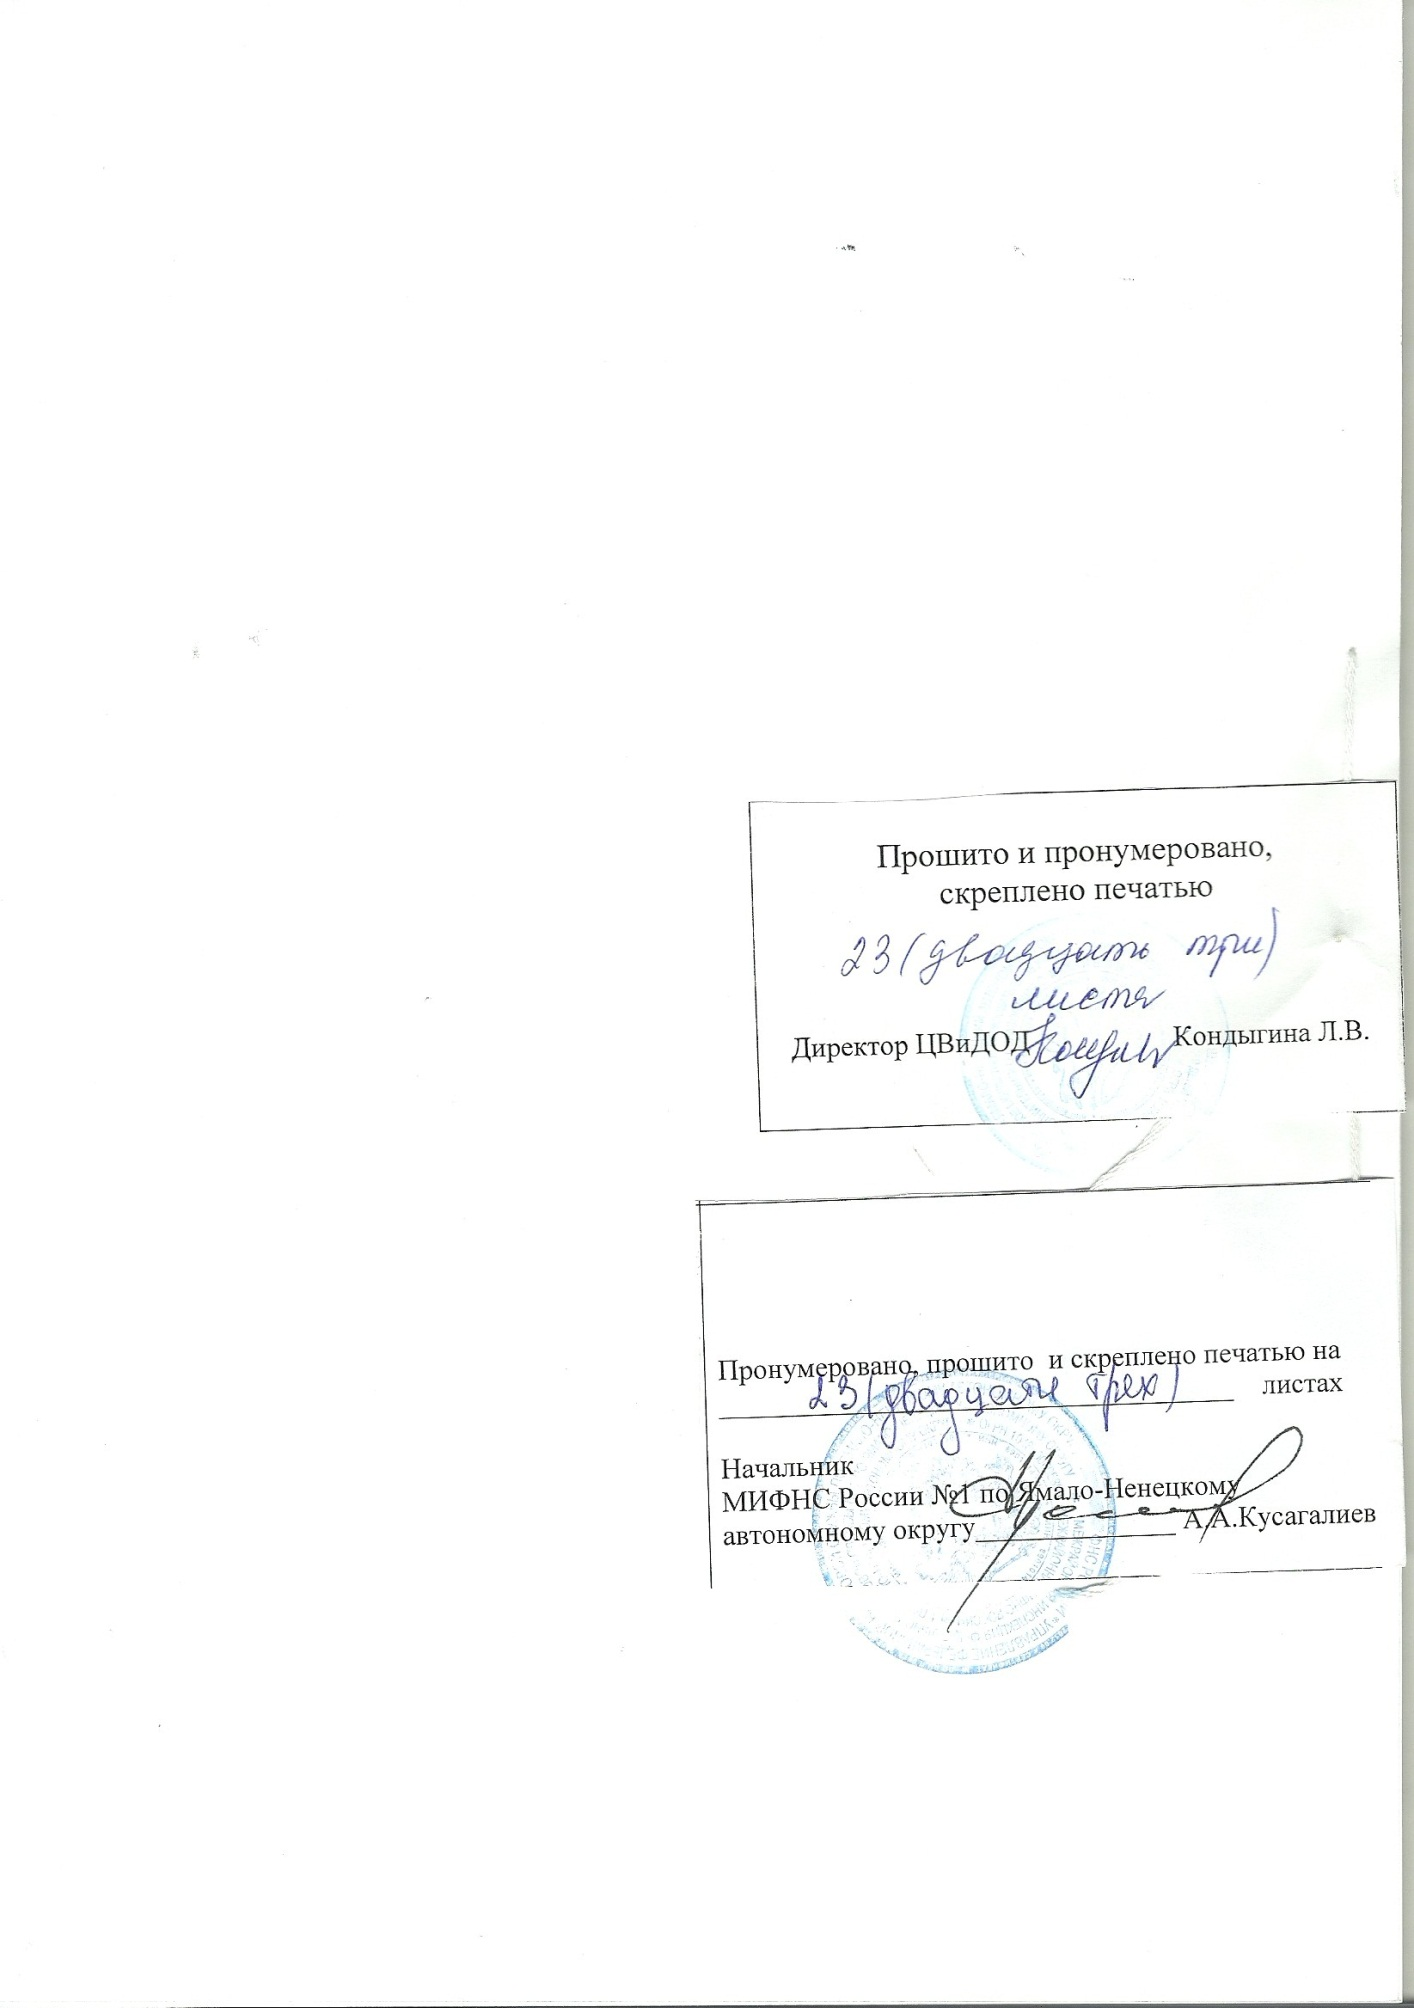 Прошито и пронумеровано,
скреплено печатью
23 (двадцать три)
листа
Директор ЦВиДОД Кондыгина Л.В.
Пронумеровано, прошито и скреплено печатью на
23 (двадцати трех) листах
Начальник
МИФНС России №1 по Ямало-Ненецкому
автономному округу А.А.Кусагалиев